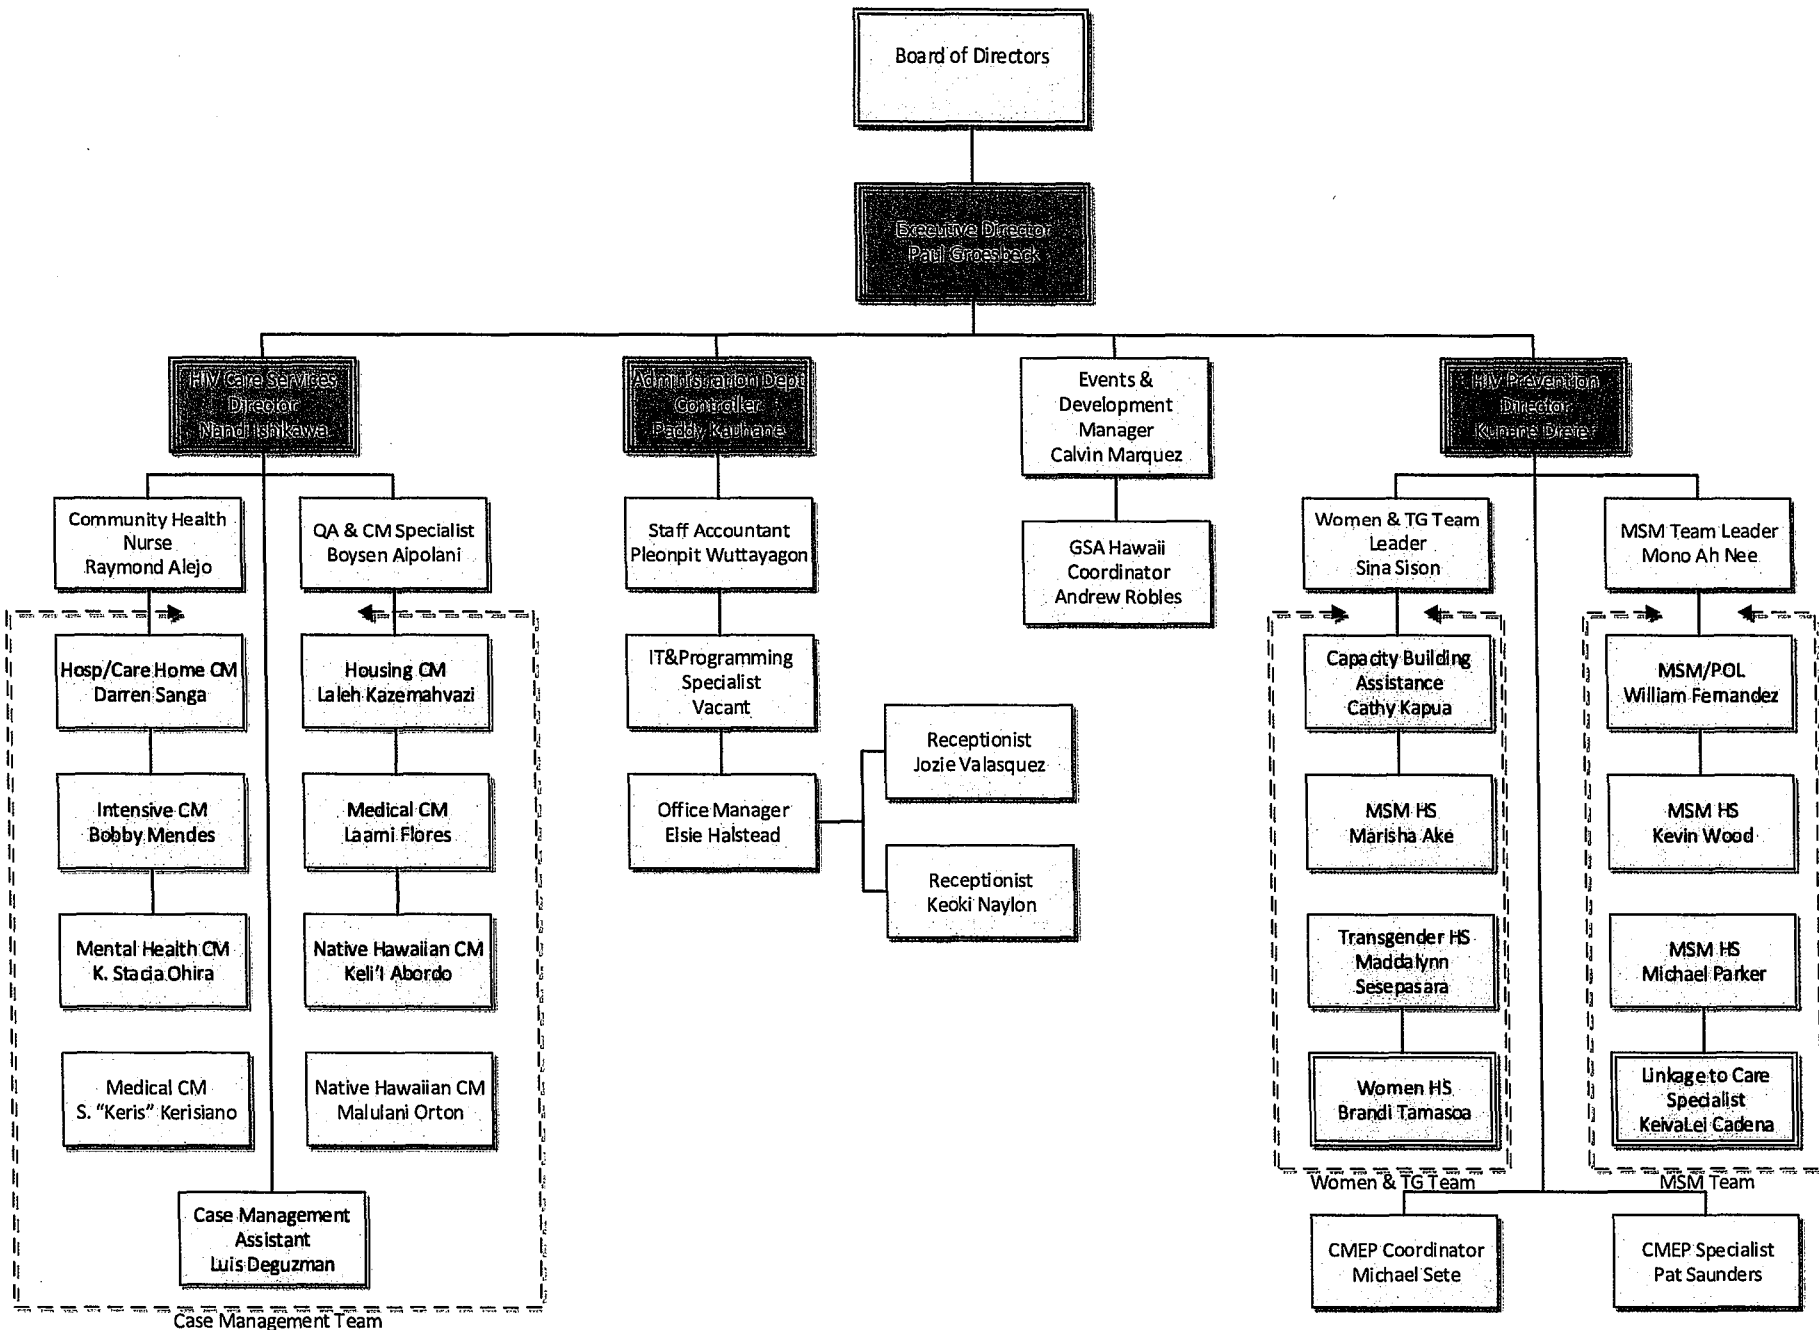 Board of Directors
Executive Director
Paul Groesbeck
HIV Care Services
Director
Nandi Ishikawa
Administration Dept
Controller
Paddy Kauhane
Events &
Development
Manager
Calvin Marquez
HIV Prevention
Director
Kunane Dreier
Community Health
Nurse
Raymond Alejo
QA & CM Specialist
Boysen Aipolani
Staff Accountant
Pleonpit Wuttayagon
GSA Hawaii
Coordinator
Andrew Robles
Women & TG Team
Leader
Sina Sison
MSM Team Leader
Mono Ah Nee
Hosp/Care Home CM
Darren Sanga
Housing CM
Laleh Kazemahvazi
IT&Programming
Specialist
Vacant
Capacity Building
Assistance
Cathy Kapua
MSM/POL
William Fernandez
Receptionist
Jozie Valasquez
Intensive CM
Bobby Mendes
Medical CM
Laami Flores
Office Manager
Elsie Halstead
MSM HS
Marisha Ake
MSM HS
Kevin Wood
Receptionist
Keoki Naylon
Mental Health CM
K. Stacia Ohira
Native Hawaiian CM
Keli'I Abordo
Transgender HS
Maddalynn
Sesepasara
MSM HS
Michael Parker
Medical CM
S. "Keris" Kerisiano
Native Hawaiian CM
Malulani Orton
Women HS
Brandi Tamasoa
Linkage to Care
Specialist
KeivaLei Cadena
Women & TG Team
MSM Team
Case Management
Assistant
Luis Deguzman
CMEP Coordinator
Michael Sete
CMEP Specialist
Pat Saunders
Case Management Team